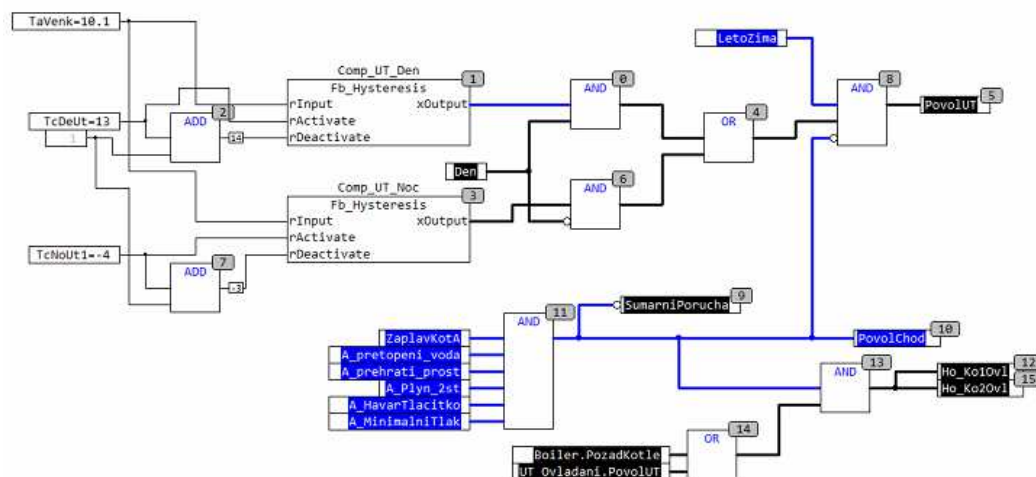 TaVenk=10.1
TcDeUt=13
1
ADD
2
14
Comp_UT_Den
1
Fb_Hysteresis
rInput xOutput
rActivate
rDeactivate
Comp_UT_Noc
3
Fb_Hysteresis
rInput xOutput
rActivate
rDeactivate
TcNoUt1=-4
ADD
7
-3
Den
AND
0
AND
6
OR
4
LetoZima
AND
8
PovolUT
5
SumarniPorucha
9
AND
11
ZaplavKotA
A_pretopeni_voda
A_prehrati_prost
A_Plyn_2st
A_HavarTlacitko
A_MinimalniTlak
PovolChod
10
AND
13
Ho_Ko1Ovl
12
Ho_Ko2Ovl
15
OR
14
Boiler.PozadKotle
UT_Ovladani.PovolUT